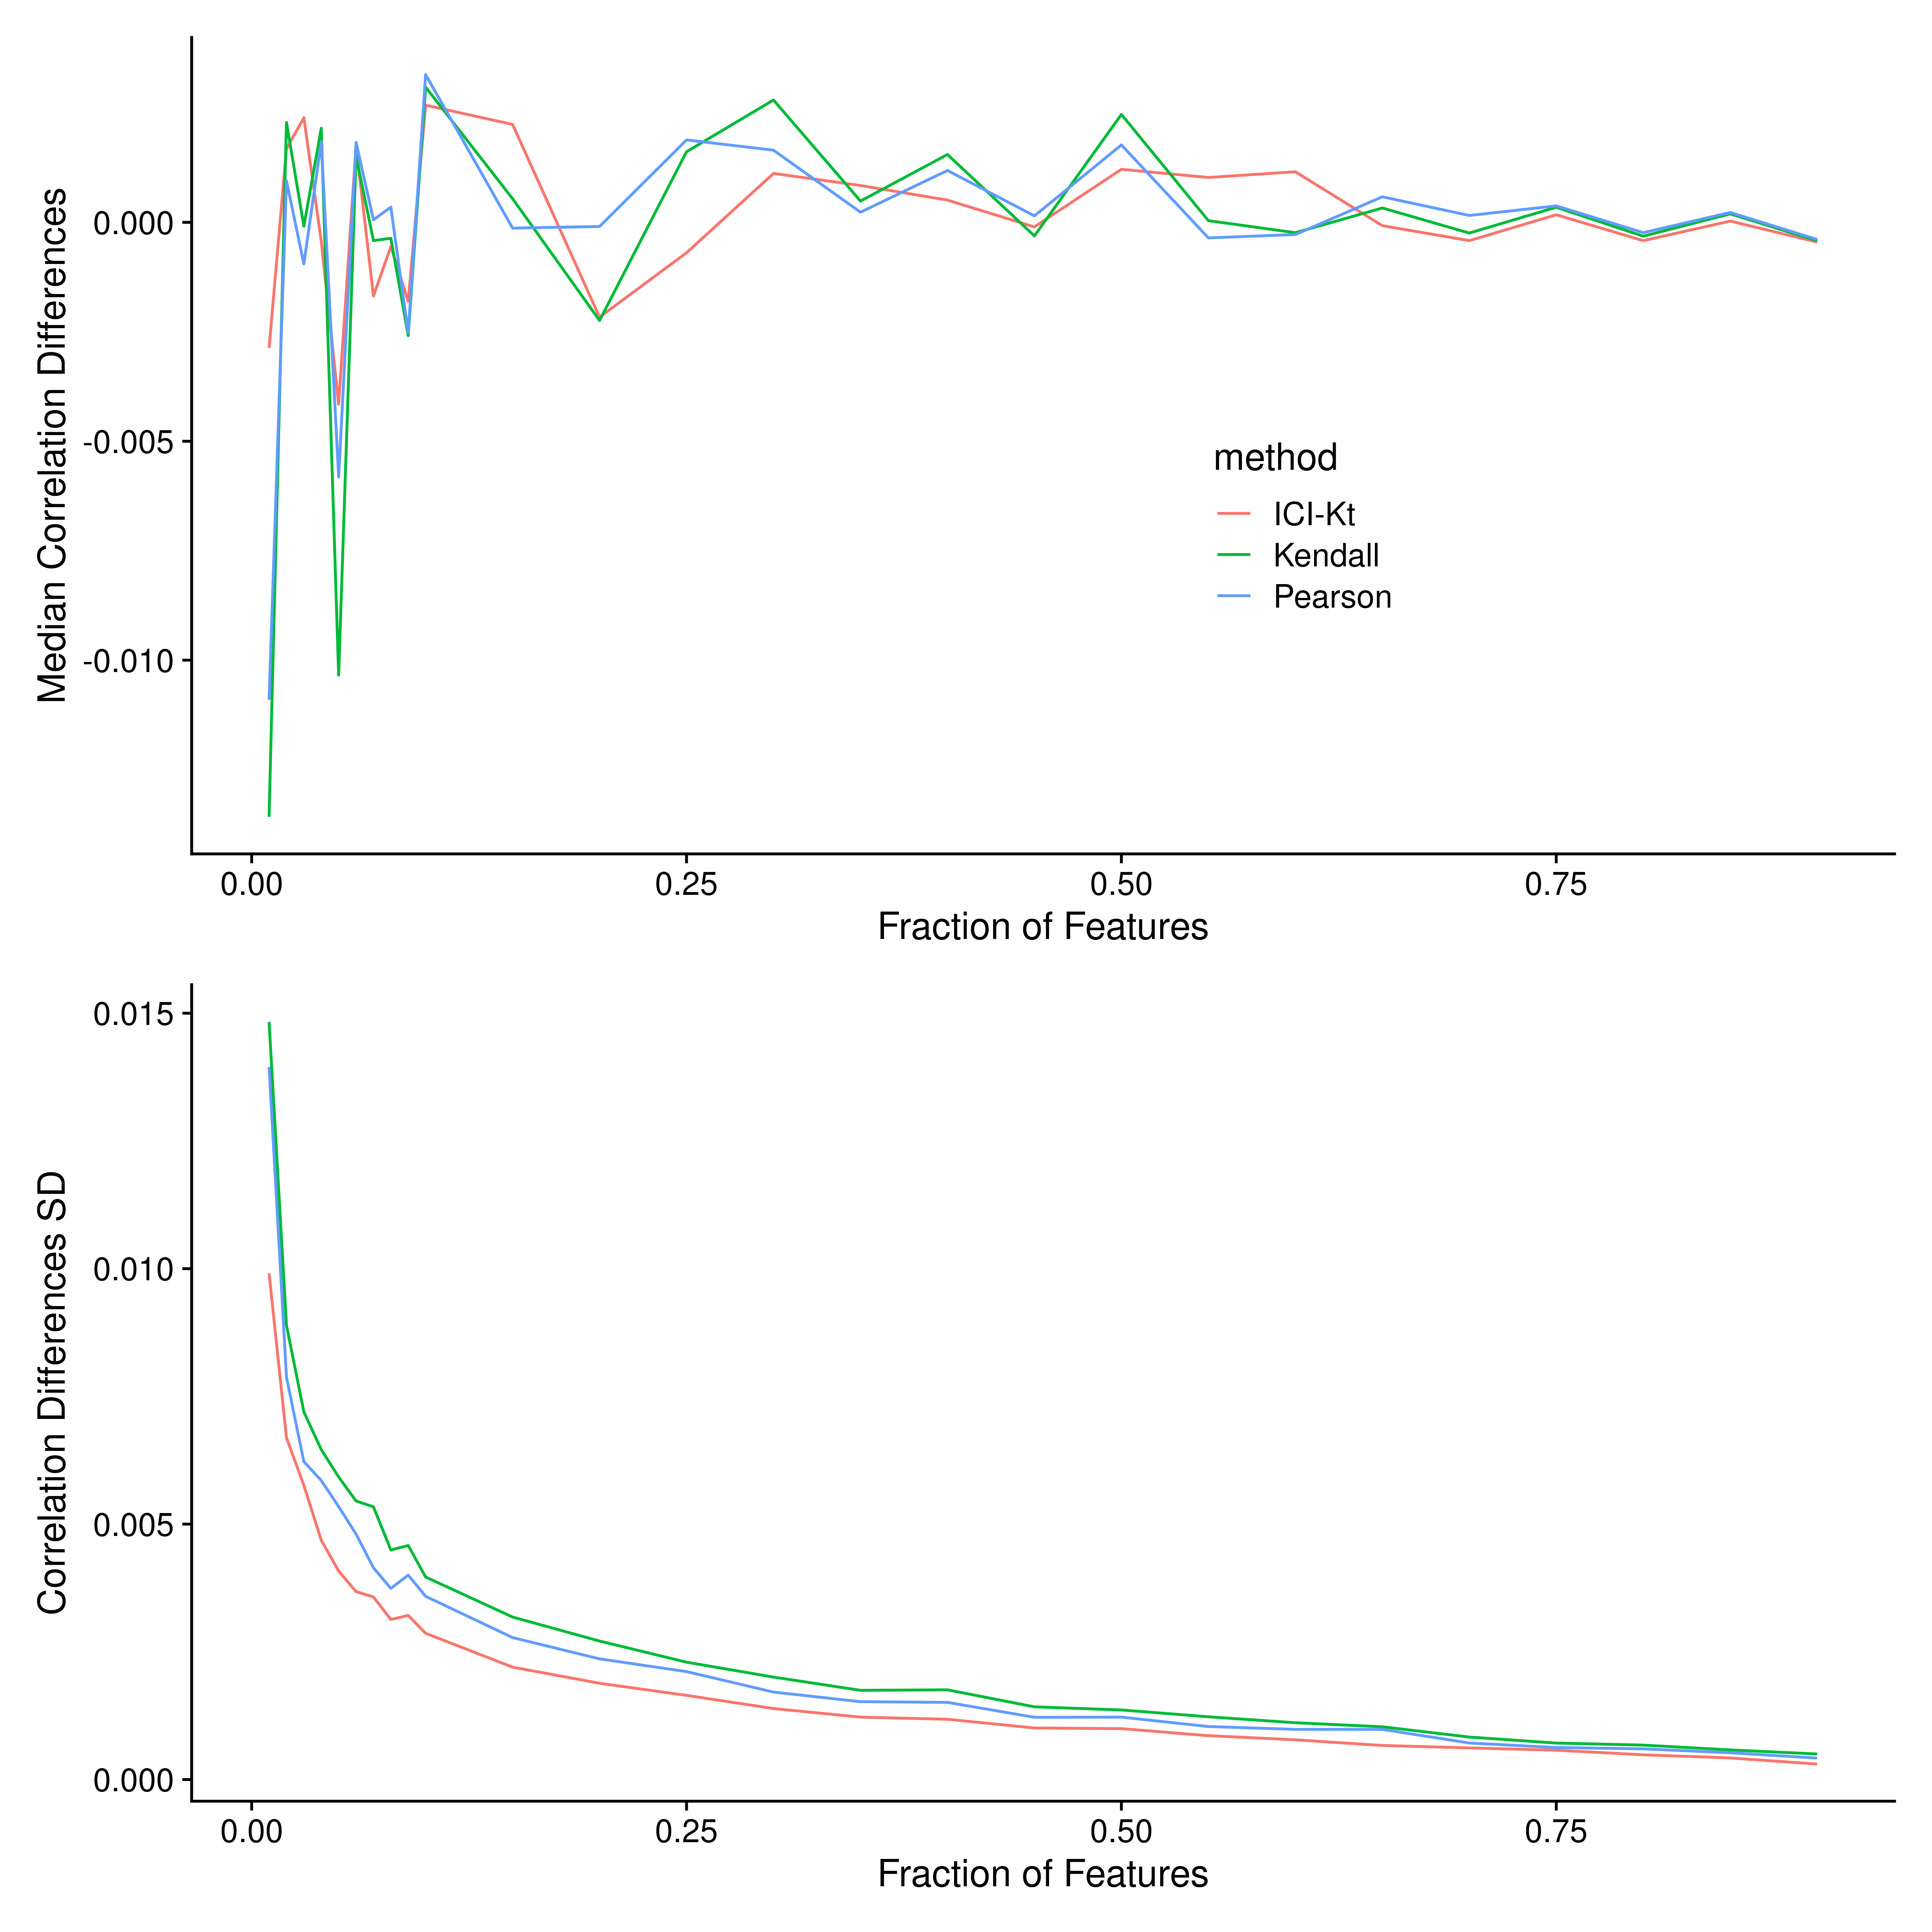 Median Correlation Differences
0.000
-0.005
-0.010
method
ICI-Kt
Kendall
Pearson
0.00 0.25 0.50 0.75
Fraction of Features
Correlation Differences SD
0.015
0.010
0.005
0.000
0.00 0.25 0.50 0.75
Fraction of Features